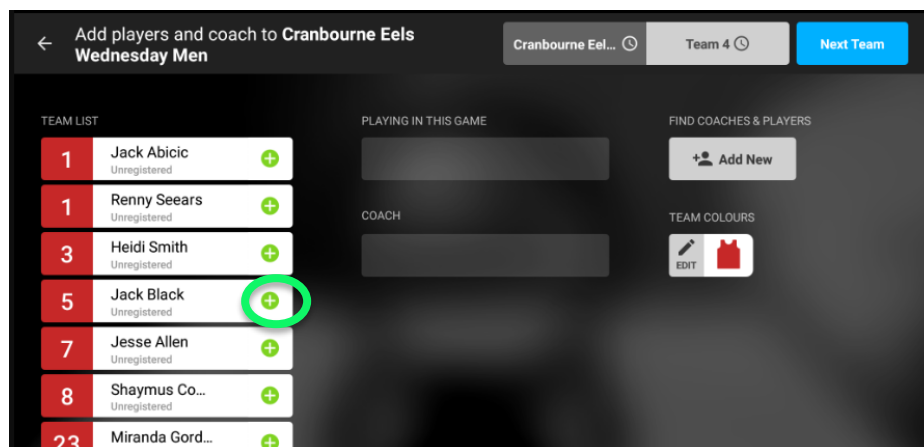 Add players and coach to Cranbourne Eels
Wednesday Men
Cranbourne Eel...
Team 4
Next Team
TEAM LIST
1
Jack Abicic
Unregistered
1
Renny Seears
Unregistered
3
Heidi Smith
Unregistered
5
Jack Black
Unregistered
7
Jesse Allen
Unregistered
8
Shaymus Co...
Unregistered
23
Miranda Gord...
PLAYING IN THIS GAME
COACH
FIND COACHES & PLAYERS
Add New
TEAM COLOURS
EDIT